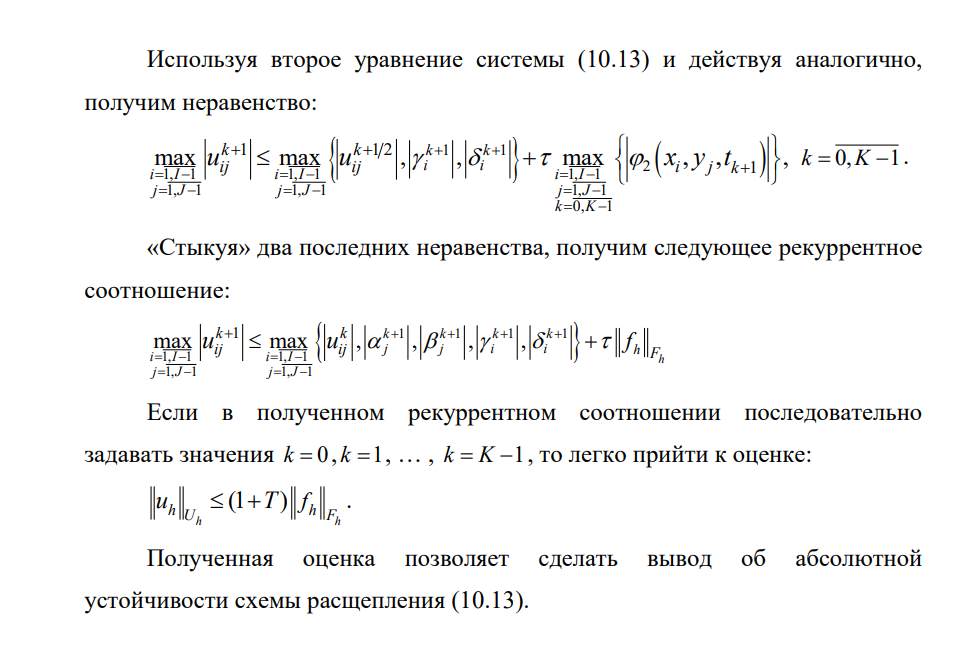 Используя второе уравнение системы (10.13) и действуя аналогично,
получим неравенство:
$\max\limits_{\substack{i=\overline{1,I-1}\\ j=\overline{1,J-1}}} \left|u_{ij}^{k+1}\right| \le \max\limits_{\substack{i=\overline{1,I-1}\\ j=\overline{1,J-1}}} \left\{\left|u_{ij}^{k+1/2}\right|, \left|\gamma_i^{k+1}\right|, \left|\delta_i^{k+1}\right|\right\} + \tau \max\limits_{\substack{i=\overline{1,I-1}\\ j=\overline{1,J-1}\\ k=\overline{0,K-1}}} \left\{\left|\varphi_2\left(x_i, y_j, t_{k+1}\right)\right|\right\}, \; k=\overline{0,K-1}.$
«Стыкуя» два последних неравенства, получим следующее рекуррентное
соотношение:
$\max\limits_{\substack{i=\overline{1,I-1}\\ j=\overline{1,J-1}}} \left|u_{ij}^{k+1}\right| \le \max\limits_{\substack{i=\overline{1,I-1}\\ j=\overline{1,J-1}}} \left\{\left|u_{ij}^{k}\right|, \left|\alpha_j^{k+1}\right|, \left|\beta_j^{k+1}\right|, \left|\gamma_i^{k+1}\right|, \left|\delta_i^{k+1}\right|\right\} + \tau \left\|f_h\right\|_{F_h}$
Если в полученном рекуррентном соотношении последовательно
задавать значения $k=0, k=1, \ldots, k=K-1$, то легко прийти к оценке:
$\left\|u_h\right\|_{U_h} \le (1+T)\left\|f_h\right\|_{F_h}.$
Полученная оценка позволяет сделать вывод об абсолютной
устойчивости схемы расщепления (10.13).